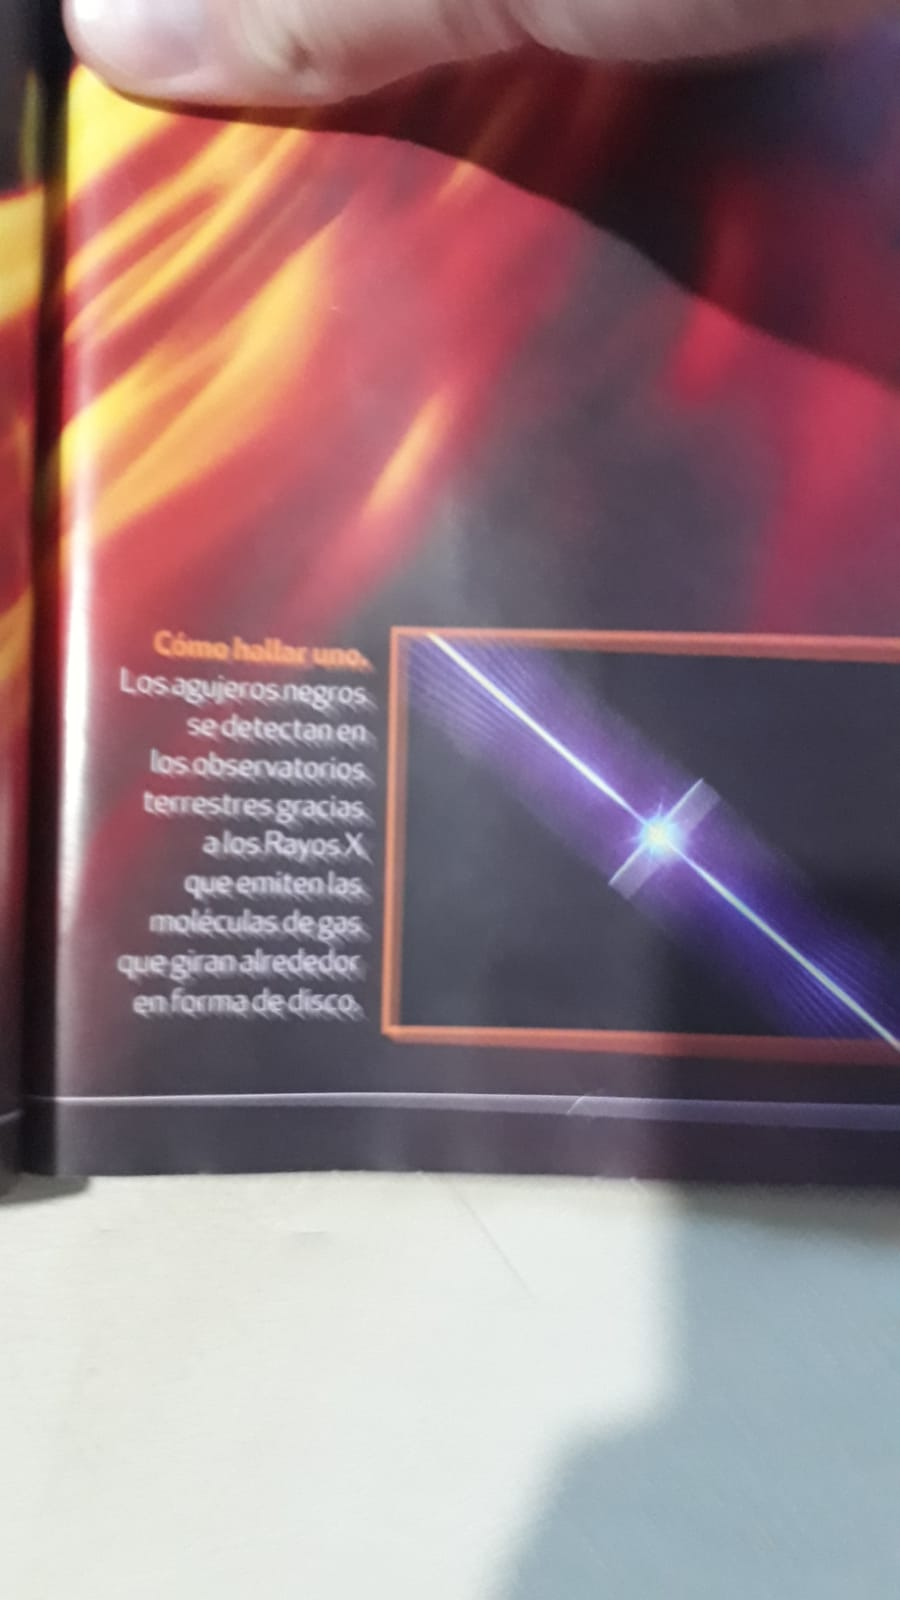 Cómo hallar uno.
Los agujeros negros
se detectan en
los observatorios
terrestres gracias
a los Rayos X
que emiten las
moléculas de gas
que giran alrededor
en forma de disco.